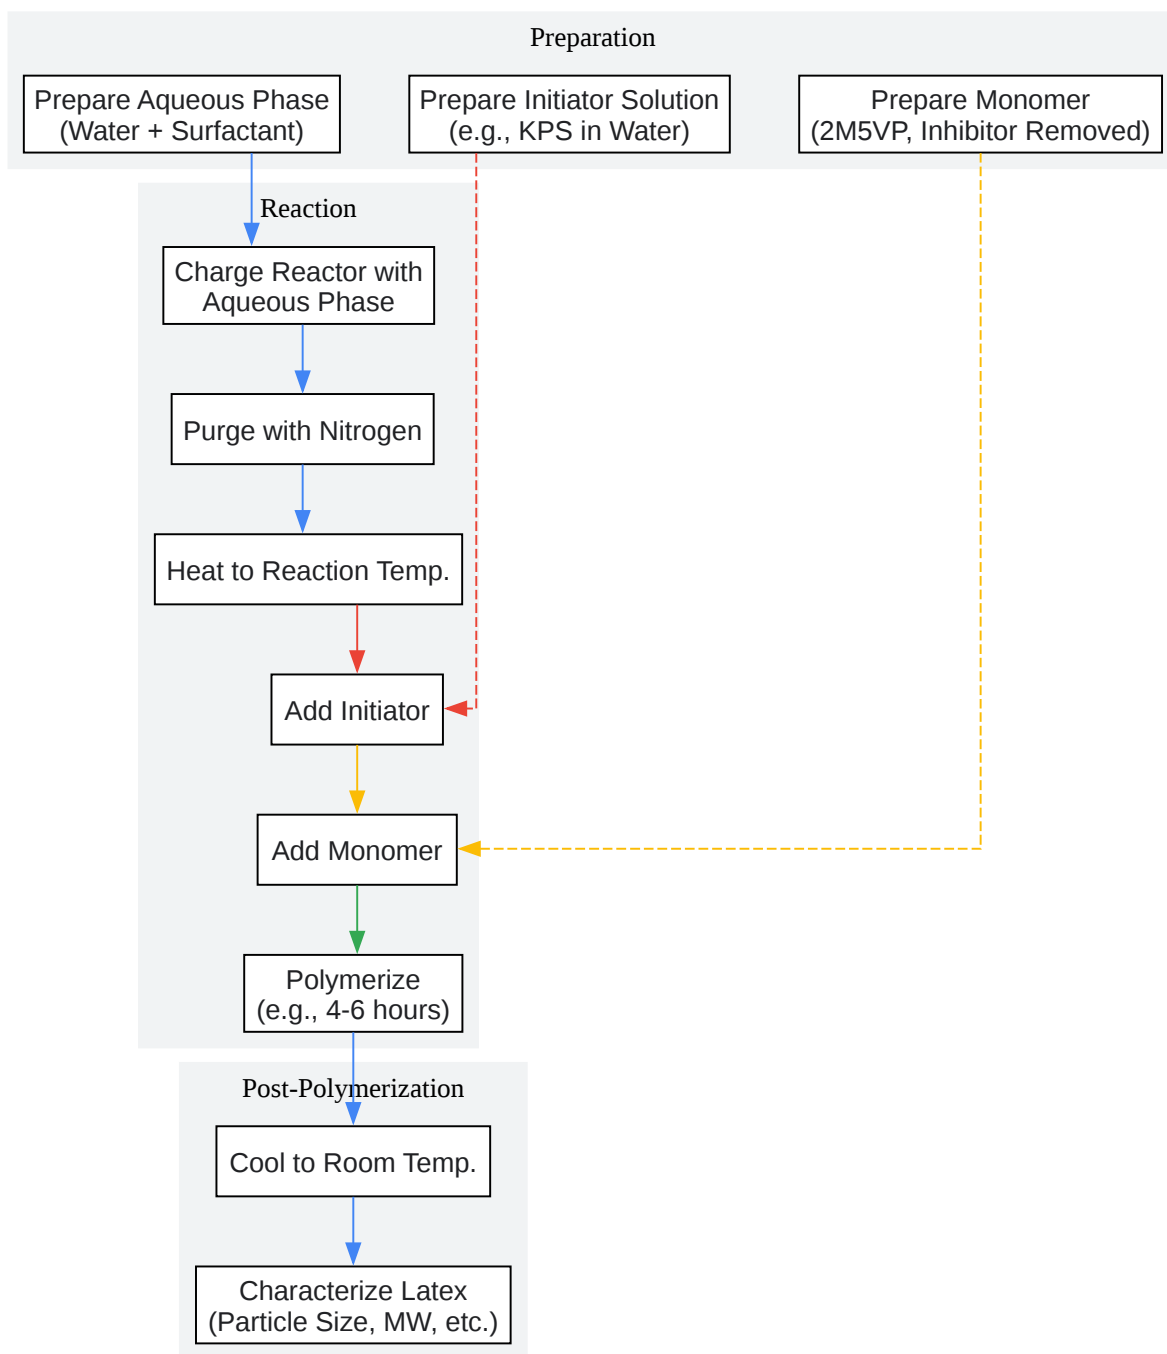 Preparation
Prepare Aqueous Phase
(Water + Surfactant)
Prepare Initiator Solution
(e.g., KPS in Water)
Prepare Monomer
(2M5VP, Inhibitor Removed)
Reaction
Charge Reactor with
Aqueous Phase
Purge with Nitrogen
Heat to Reaction Temp.
Add Initiator
Add Monomer
Polymerize
(e.g., 4-6 hours)
Post-Polymerization
Cool to Room Temp.
Characterize Latex
(Particle Size, MW, etc.)